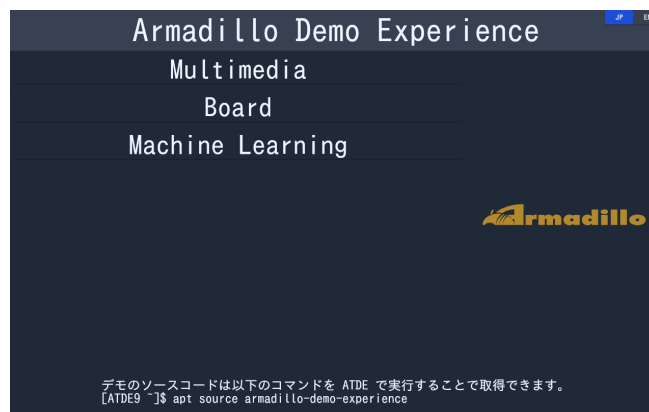 Armadillo Demo Experience
JP
Multimedia
Board
Machine Learning
Armadillo
デモのソースコードは以下のコマンドを ATDE で実行することで取得できます。
[ATDE9 ~]$ apt source armadillo-demo-experience